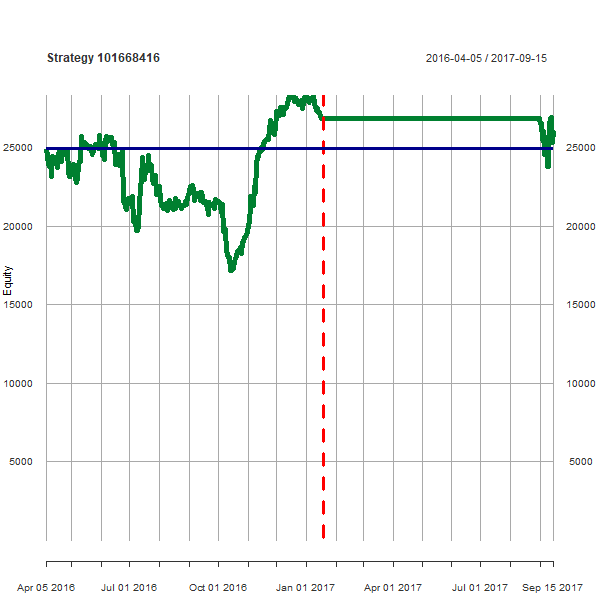 Strategy 101668416
2016-04-05 / 2017-09-15
25000
25000
20000
20000
Equity
15000
15000
10000
10000
5000
5000
Apr 05 2016
Jul 01 2016
Oct 01 2016
Jan 01 2017
Apr 01 2017
Jul 01 2017
Sep 15 2017